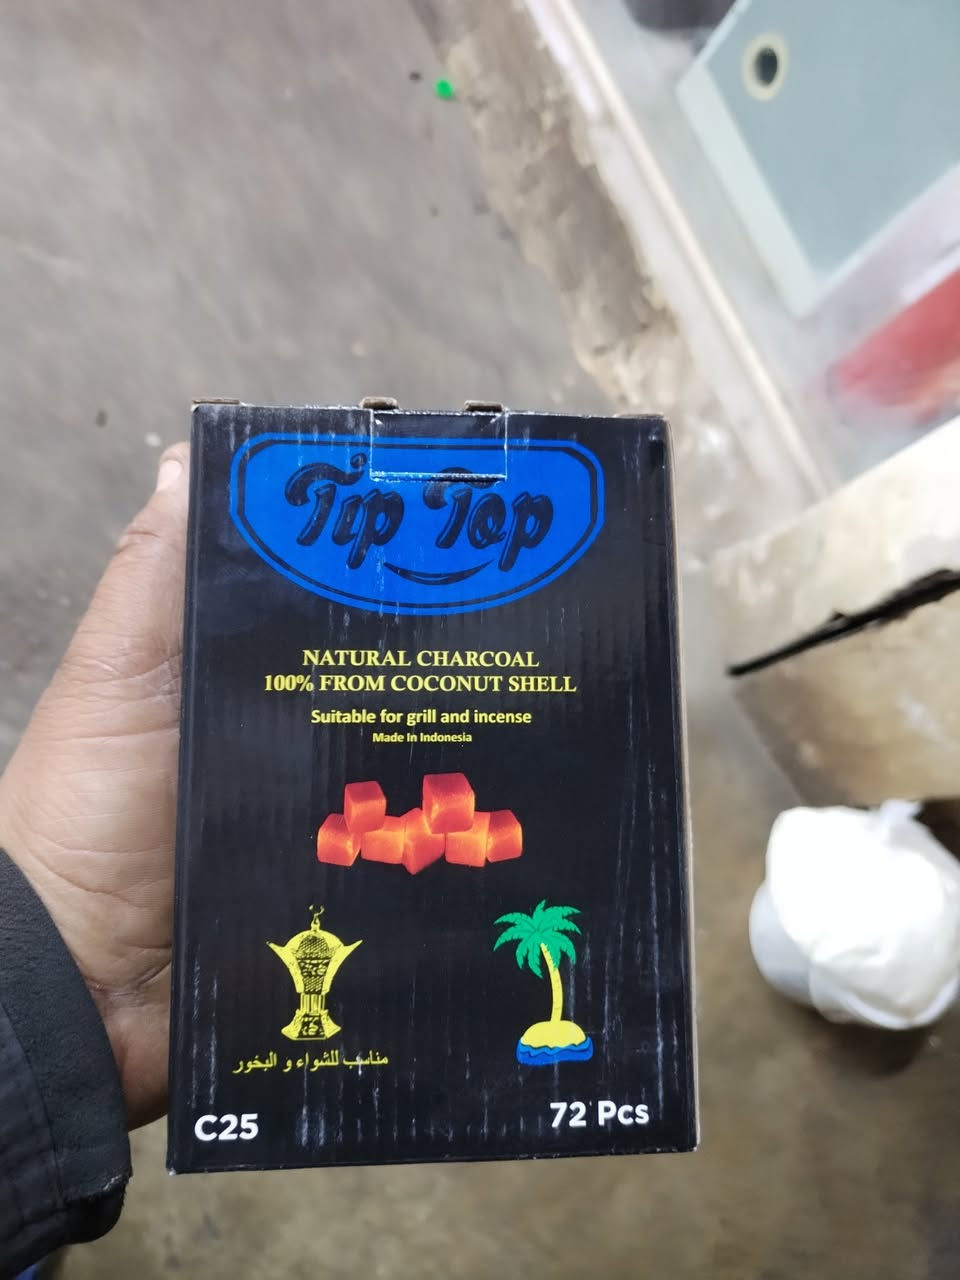 Tip Top
NATURAL CHARCOAL
100% FROM COCONUT SHELL
Suitable for grill and incense
Made In Indonesia
مناسب للشواء و البخور
C25
72 Pcs